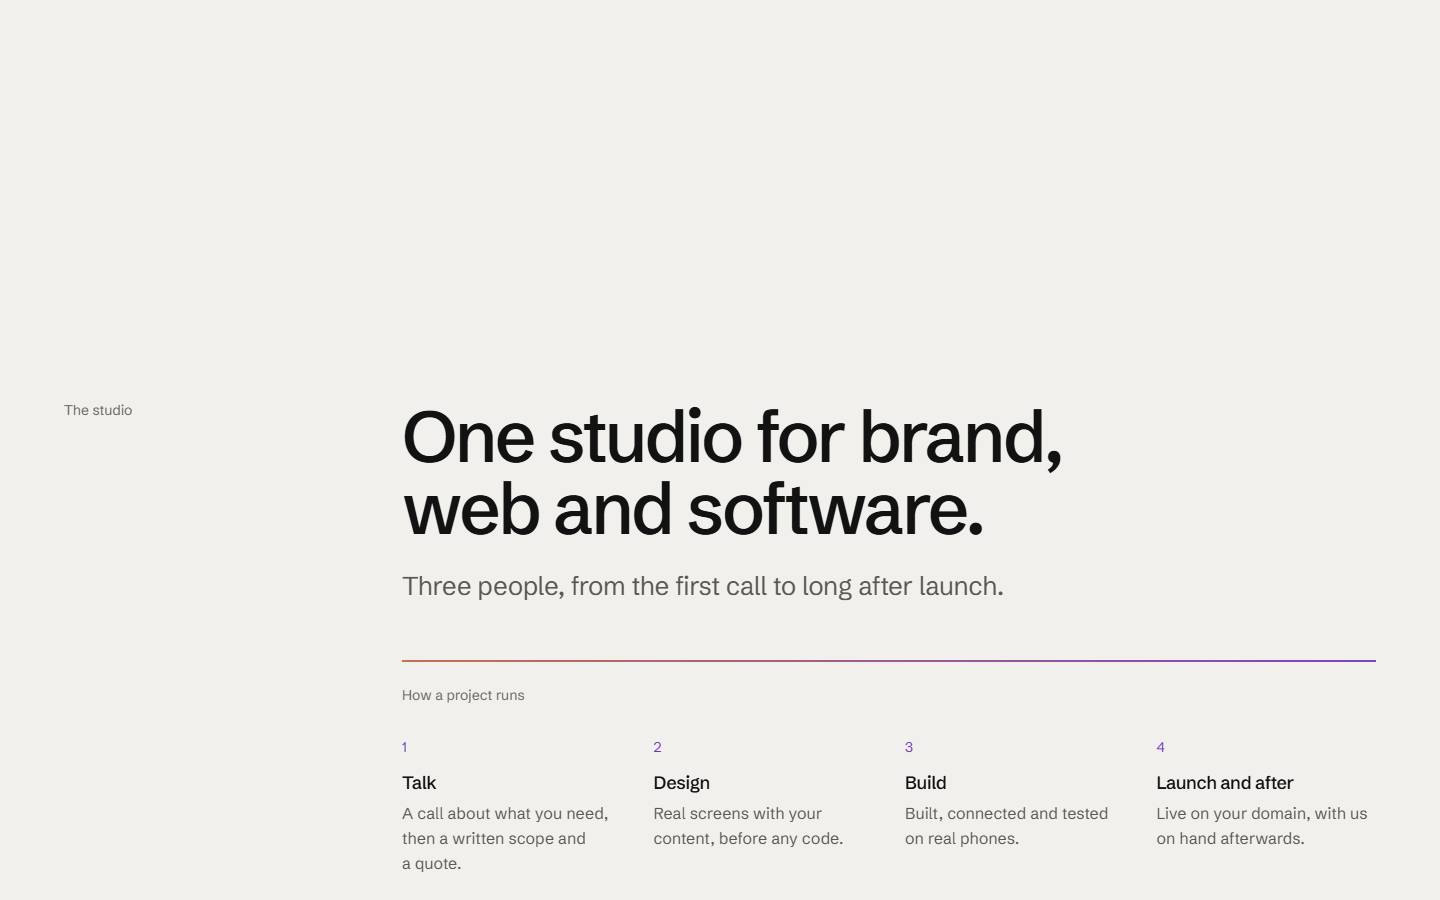 The studio
One studio for brand,
web and software.
Three people, from the first call to long after launch.
How a project runs
1
Talk
A call about what you need,
then a written scope and
a quote.
2
Design
Real screens with your
content, before any code.
3
Build
Built, connected and tested
on real phones.
4
Launch and after
Live on your domain, with us
on hand afterwards.